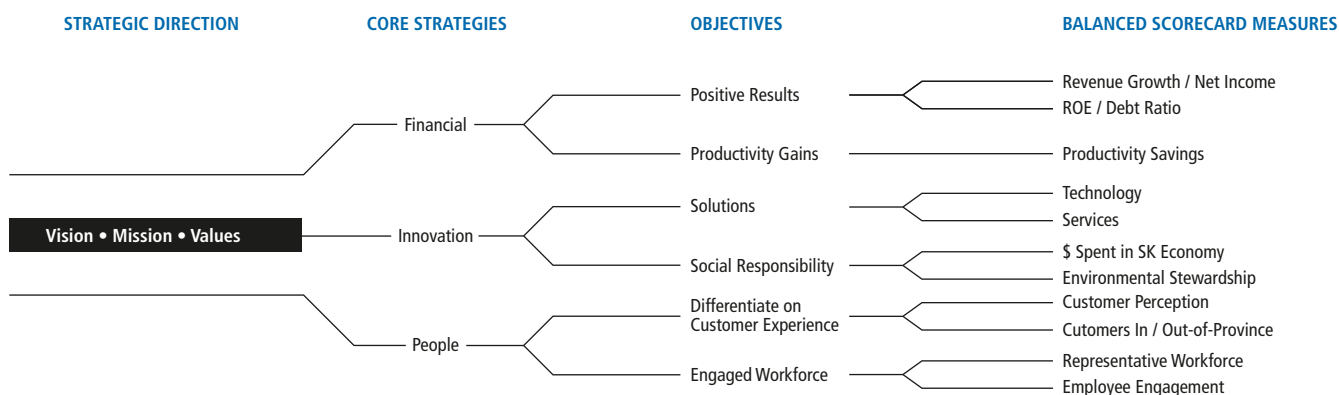 STRATEGIC DIRECTION
CORE STRATEGIES
OBJECTIVES
BALANCED SCORECARD MEASURES
Vision • Mission • Values
Financial
Positive Results
Revenue Growth / Net Income
ROE / Debt Ratio
Productivity Gains
Productivity Savings
Innovation
Solutions
Technology
Services
Social Responsibility
$ Spent in SK Economy
Environmental Stewardship
People
Differentiate on
Customer Experience
Customer Perception
Cutomers In / Out-of-Province
Engaged Workforce
Representative Workforce
Employee Engagement